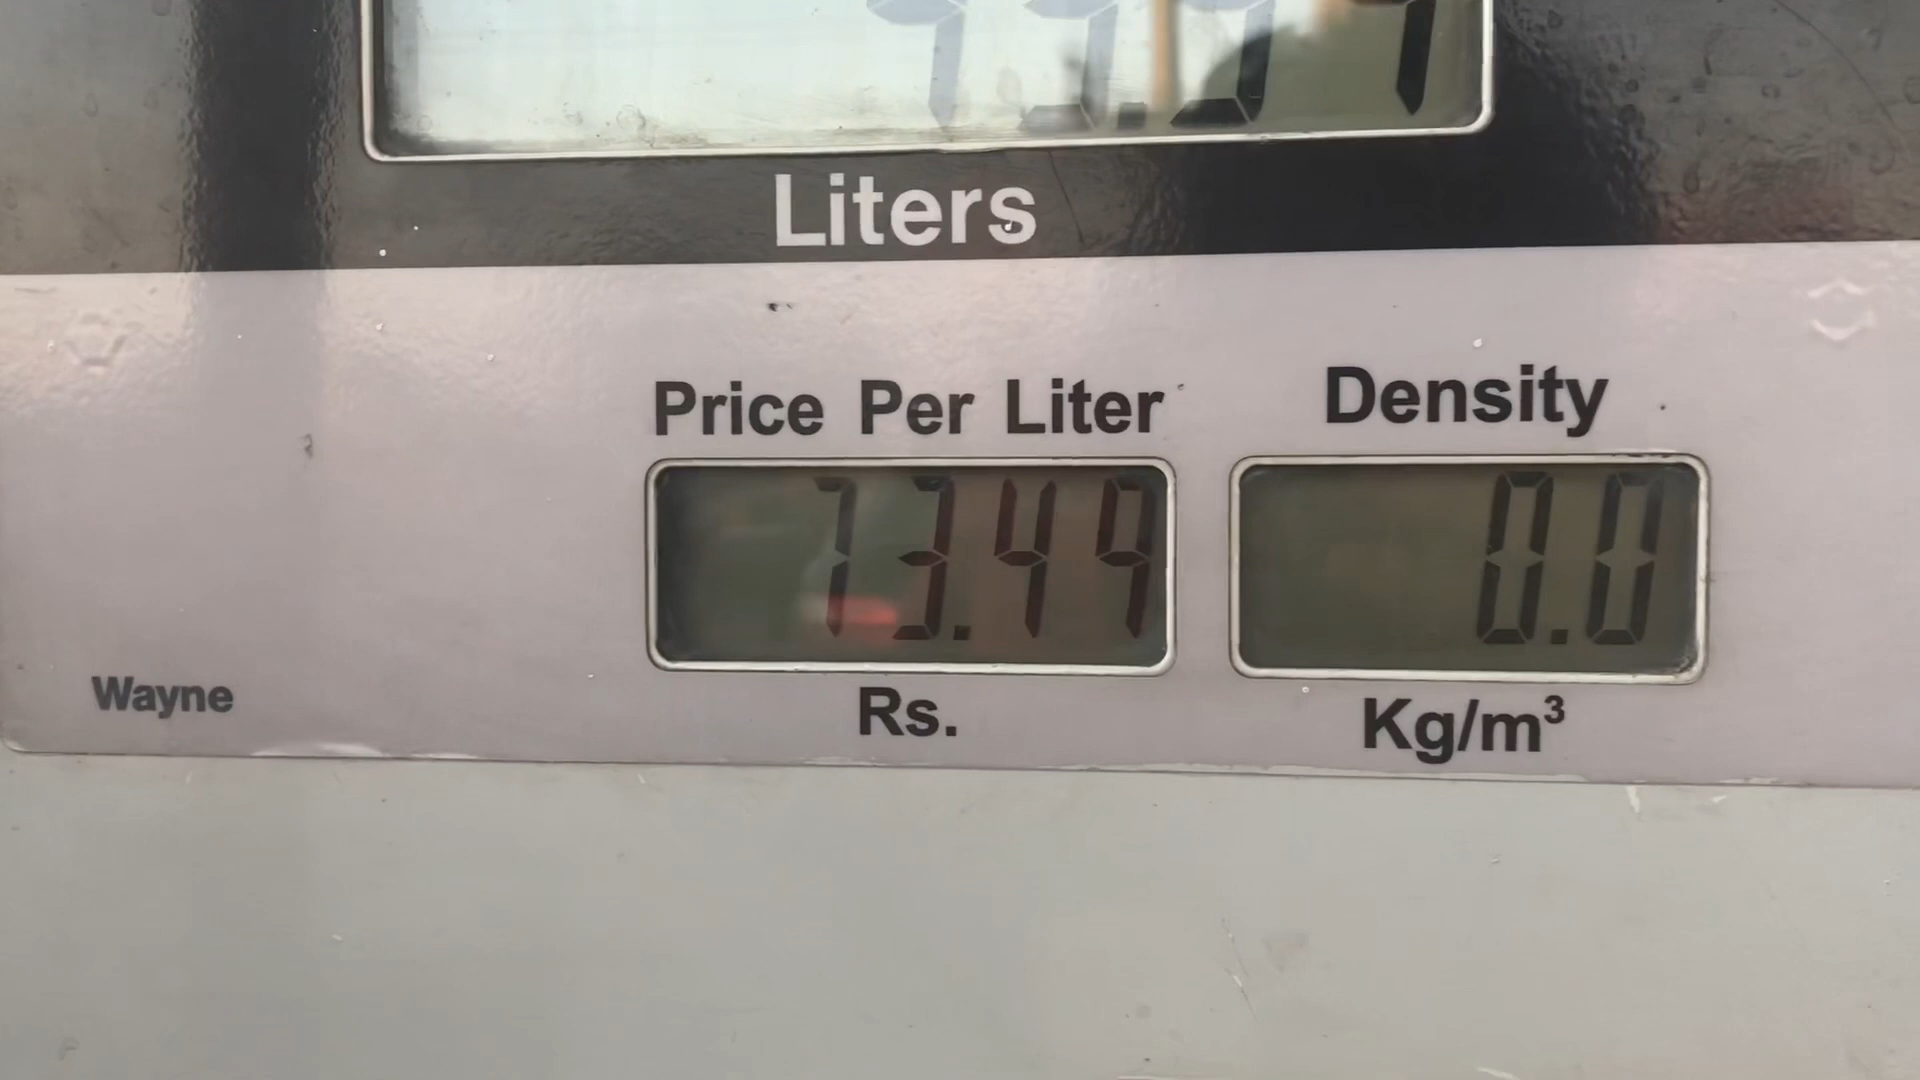 Liters
Price Per Liter
Density
73.49
0.0
Rs.
Kg/m³
Wayne